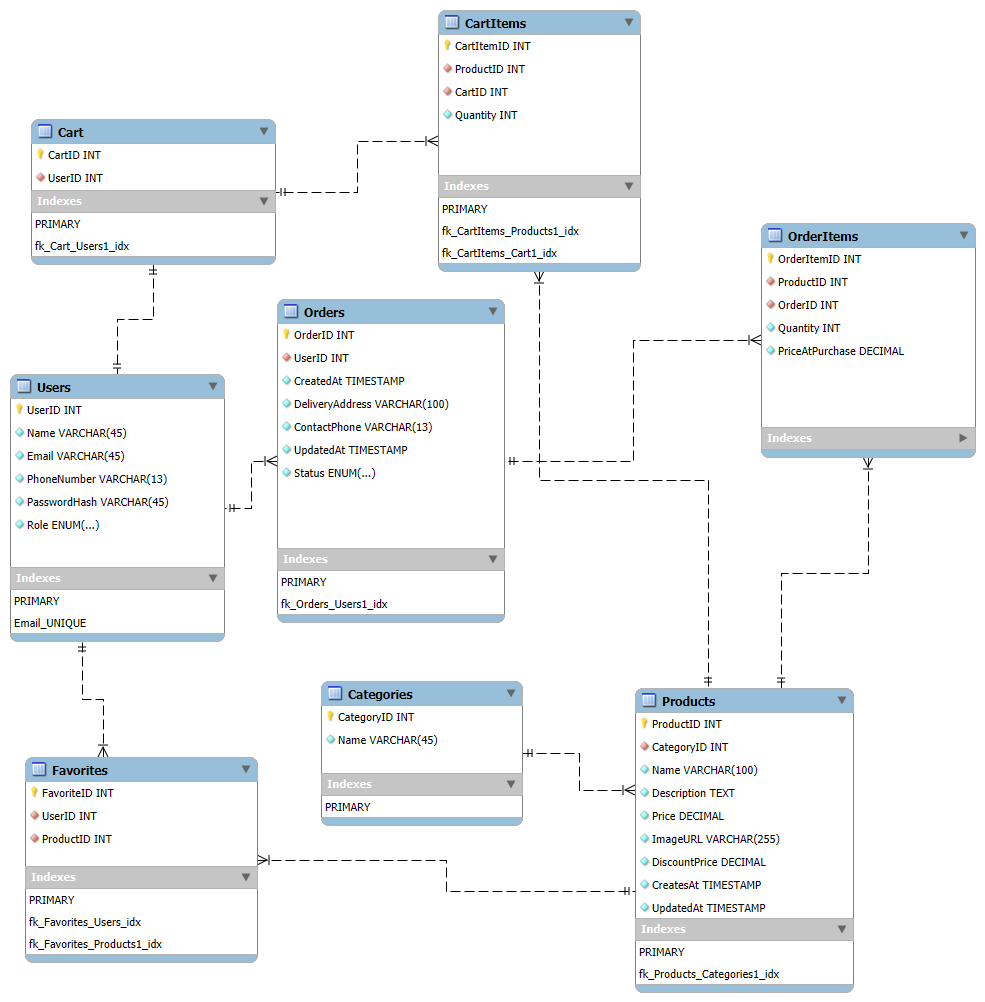 CartItems
CartItemID INT
ProductID INT
CartID INT
Quantity INT
Indexes
PRIMARY
fk_CartItems_Products1_idx
fk_CartItems_Cart1_idx
Cart
CartID INT
UserID INT
Indexes
PRIMARY
fk_Cart_Users1_idx
OrderItems
OrderItemID INT
ProductID INT
OrderID INT
Quantity INT
PriceAtPurchase DECIMAL
Indexes
Orders
OrderID INT
UserID INT
CreatedAt TIMESTAMP
DeliveryAddress VARCHAR(100)
ContactPhone VARCHAR(13)
UpdatedAt TIMESTAMP
Status ENUM(...)
Indexes
PRIMARY
fk_Orders_Users1_idx
Users
UserID INT
Name VARCHAR(45)
Email VARCHAR(45)
PhoneNumber VARCHAR(13)
PasswordHash VARCHAR(45)
Role ENUM(...)
Indexes
PRIMARY
Email_UNIQUE
Categories
CategoryID INT
Name VARCHAR(45)
Indexes
PRIMARY
Products
ProductID INT
CategoryID INT
Name VARCHAR(100)
Description TEXT
Price DECIMAL
ImageURL VARCHAR(255)
DiscountPrice DECIMAL
CreatesAt TIMESTAMP
UpdatedAt TIMESTAMP
Indexes
PRIMARY
fk_Products_Categories1_idx
Favorites
FavoriteID INT
UserID INT
ProductID INT
Indexes
PRIMARY
fk_Favorites_Users_idx
fk_Favorites_Products1_idx